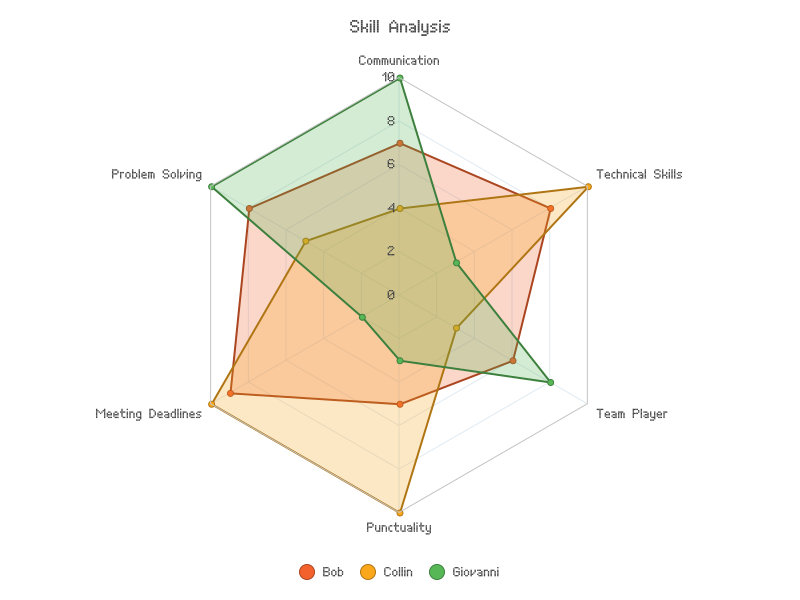 Skill Analysis
Communication
10
8
6
4
2
0
Problem Solving
Technical Skills
Meeting Deadlines
Team Player
Punctuality
Bob
Collin
Giovanni